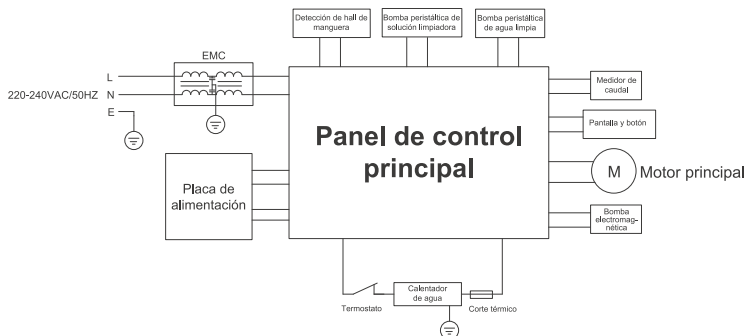 Detección de hall de
manguera
Bomba peristáltica de
solución limpiadora
Bomba peristáltica
de agua limpia
EMC
L
220-240VAC/50HZ N
E
Panel de control
principal
Medidor de
caudal
Pantalla y botón
M Motor principal
Placa de
alimentación
Bomba
electromag-
nética
Termostato
Calentador
de agua
Corte térmico